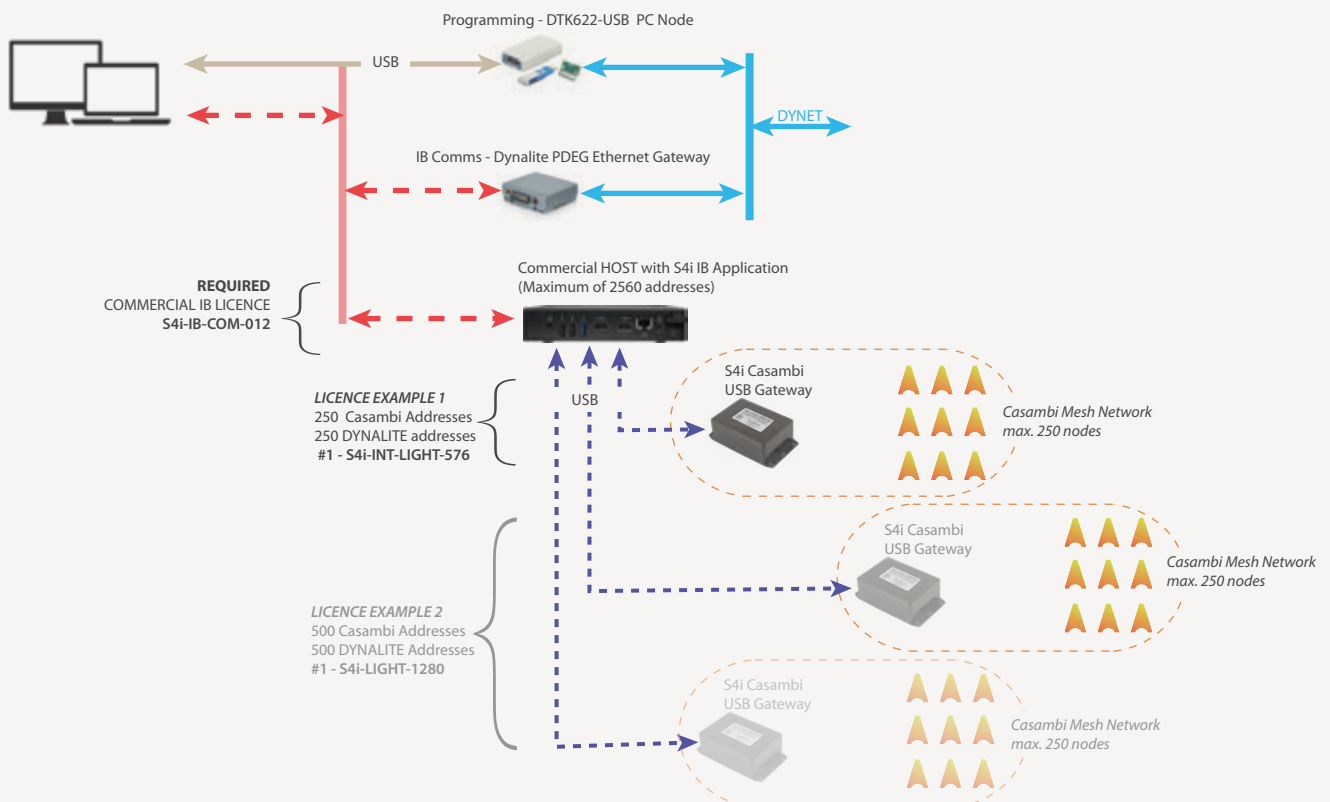 Programming - DTK622-USB PC Node
USB
DYNET
IB Comms - Dynalite PDEG Ethernet Gateway
Commercial HOST with S4i IB Application
(Maximum of 2560 addresses)
REQUIRED
COMMERCIAL IB LICENCE
S4i-IB-COM-012
LICENCE EXAMPLE 1
250 Casambi Addresses
250 DYNALITE addresses
#1 - S4i-INT-LIGHT-576
USB
S4i Casambi
USB Gateway
Casambi Mesh Network
max. 250 nodes
S4i Casambi
USB Gateway
Casambi Mesh Network
max. 250 nodes
LICENCE EXAMPLE 2
500 Casambi Addresses
500 DYNALITE Addresses
#1 - S4i-LIGHT-1280
S4i Casambi
USB Gateway
Casambi Mesh Network
max. 250 nodes